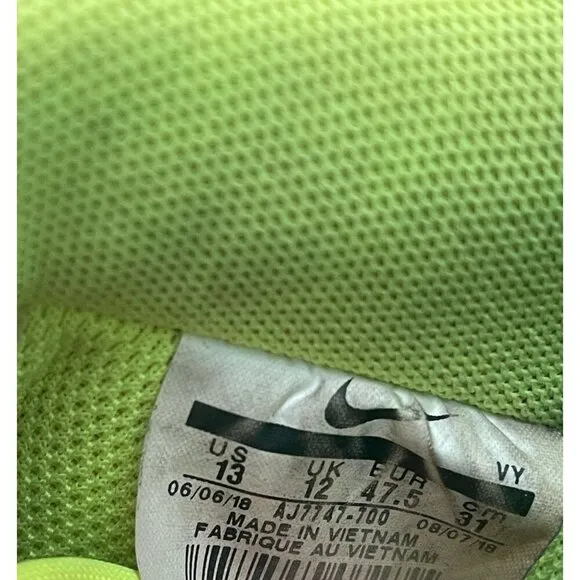 US UK EUR cm VY
13 12 47.5 31
06/06/18 AJ7747-700 08/07/18
MADE IN VIETNAM
FABRIQUE AU VIETNAM